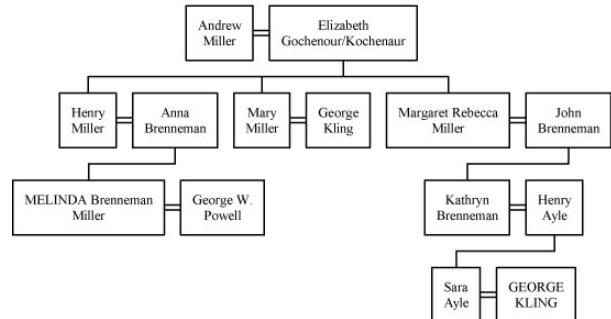 Andrew
Miller
Elizabeth
Gochenour/Kochenaur
Henry
Miller
Anna
Brenneman
Mary
Miller
George
Kling
Margaret Rebecca
Miller
John
Brenneman
MELINDA Brenneman
Miller
George W.
Powell
Kathryn
Brenneman
Henry
Ayle
Sara
Ayle
GEORGE
KLING